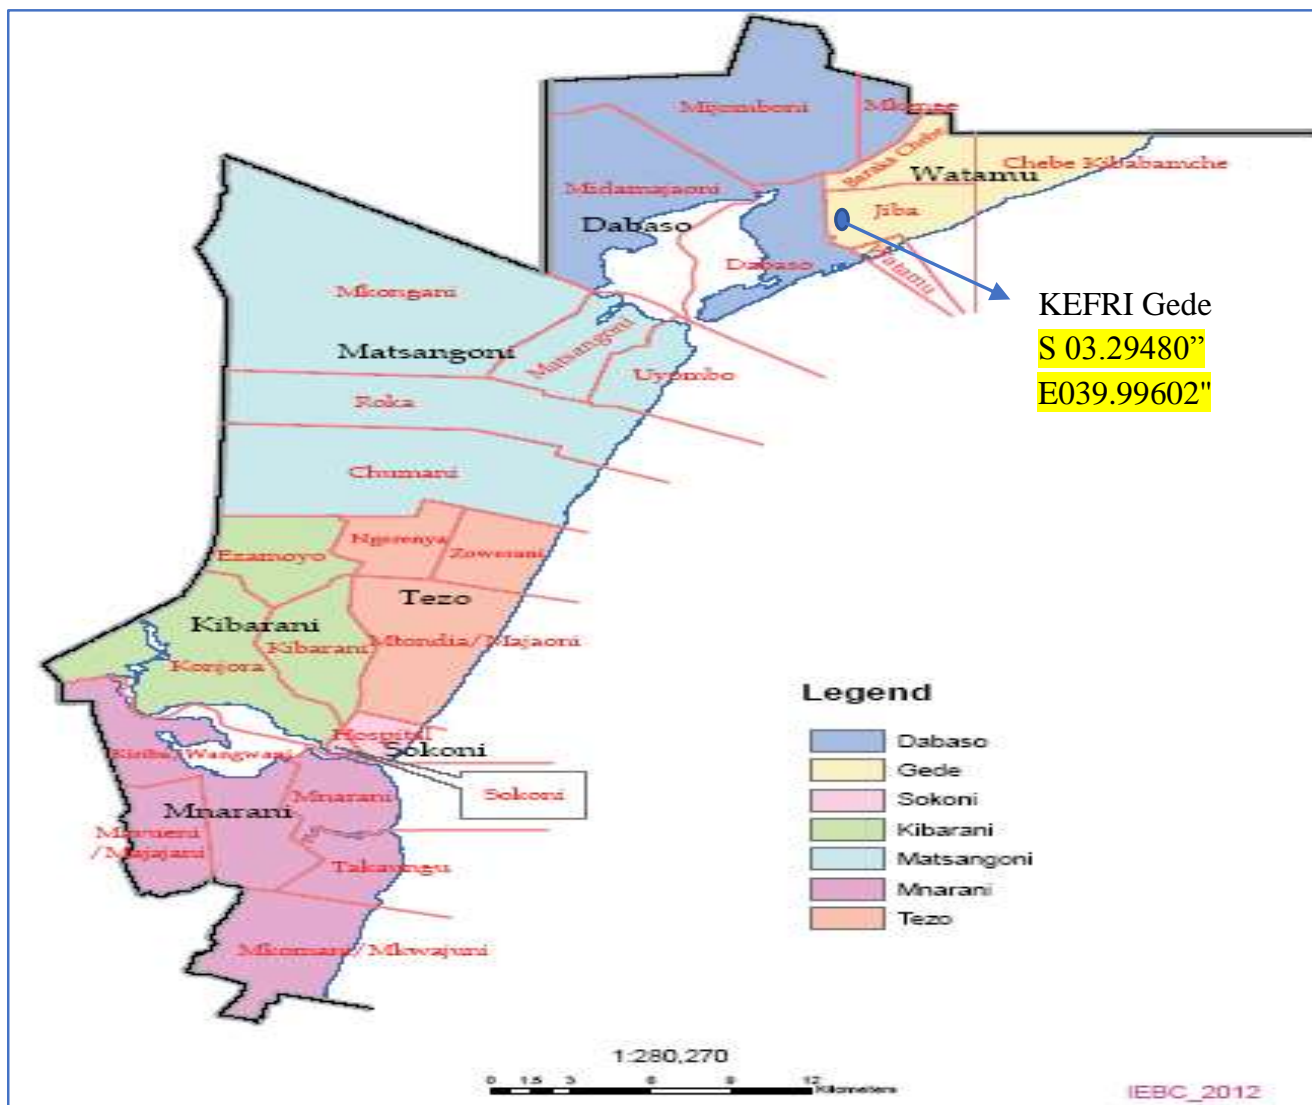 Mijomboni
Mkenge
Baraka Chebe
Chebe Kibabamche
Watamu
Midamajaoni
Jiba
Dabaso
Dabaso
Watamu
Mkongani
KEFRI Gede
S 03.29480”
E039.99602"
Matsangoni
Matsangoni
Uyombo
Roka
Chumani
Ngerenya
Ezamoyo
Zowerani
Tezo
Kibarani
Kibarani
Mtondia/Majaoni
Konjora
Legend
Hospital
Dabaso
Sokoni
Gede
Sokoni
Sokoni
Mnarani
Kibarani
Mnarani
Matsangoni
Takaungu
Mnarani
Tezo
Mkomani/Mkwajuni
1:280,270
0 1.5 3 6 9 12
Kilometers
IEBC_2012